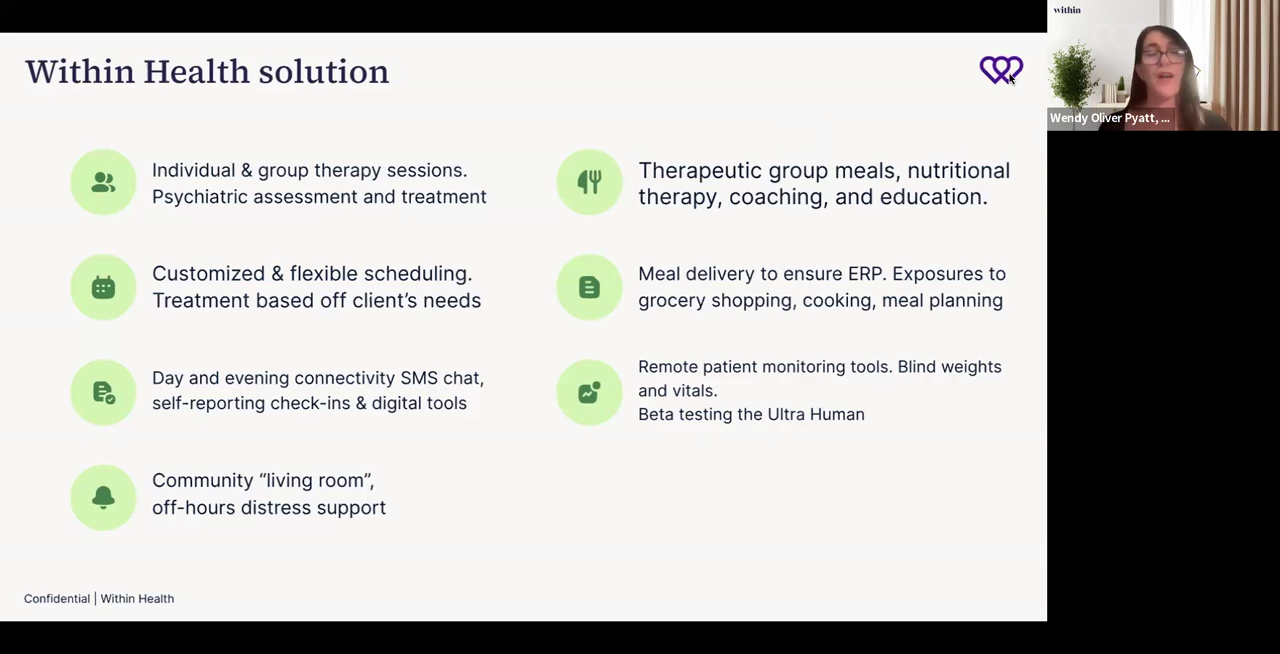 Within Health solution
Individual & group therapy sessions.
Psychiatric assessment and treatment
Customized & flexible scheduling.
Treatment based off client’s needs
Day and evening connectivity SMS chat,
self-reporting check-ins & digital tools
Community “living room”,
off-hours distress support
Therapeutic group meals, nutritional
therapy, coaching, and education.
Meal delivery to ensure ERP. Exposures to
grocery shopping, cooking, meal planning
Remote patient monitoring tools. Blind weights
and vitals.
Beta testing the Ultra Human
Confidential | Within Health
within
Wendy Oliver Pyatt, ...